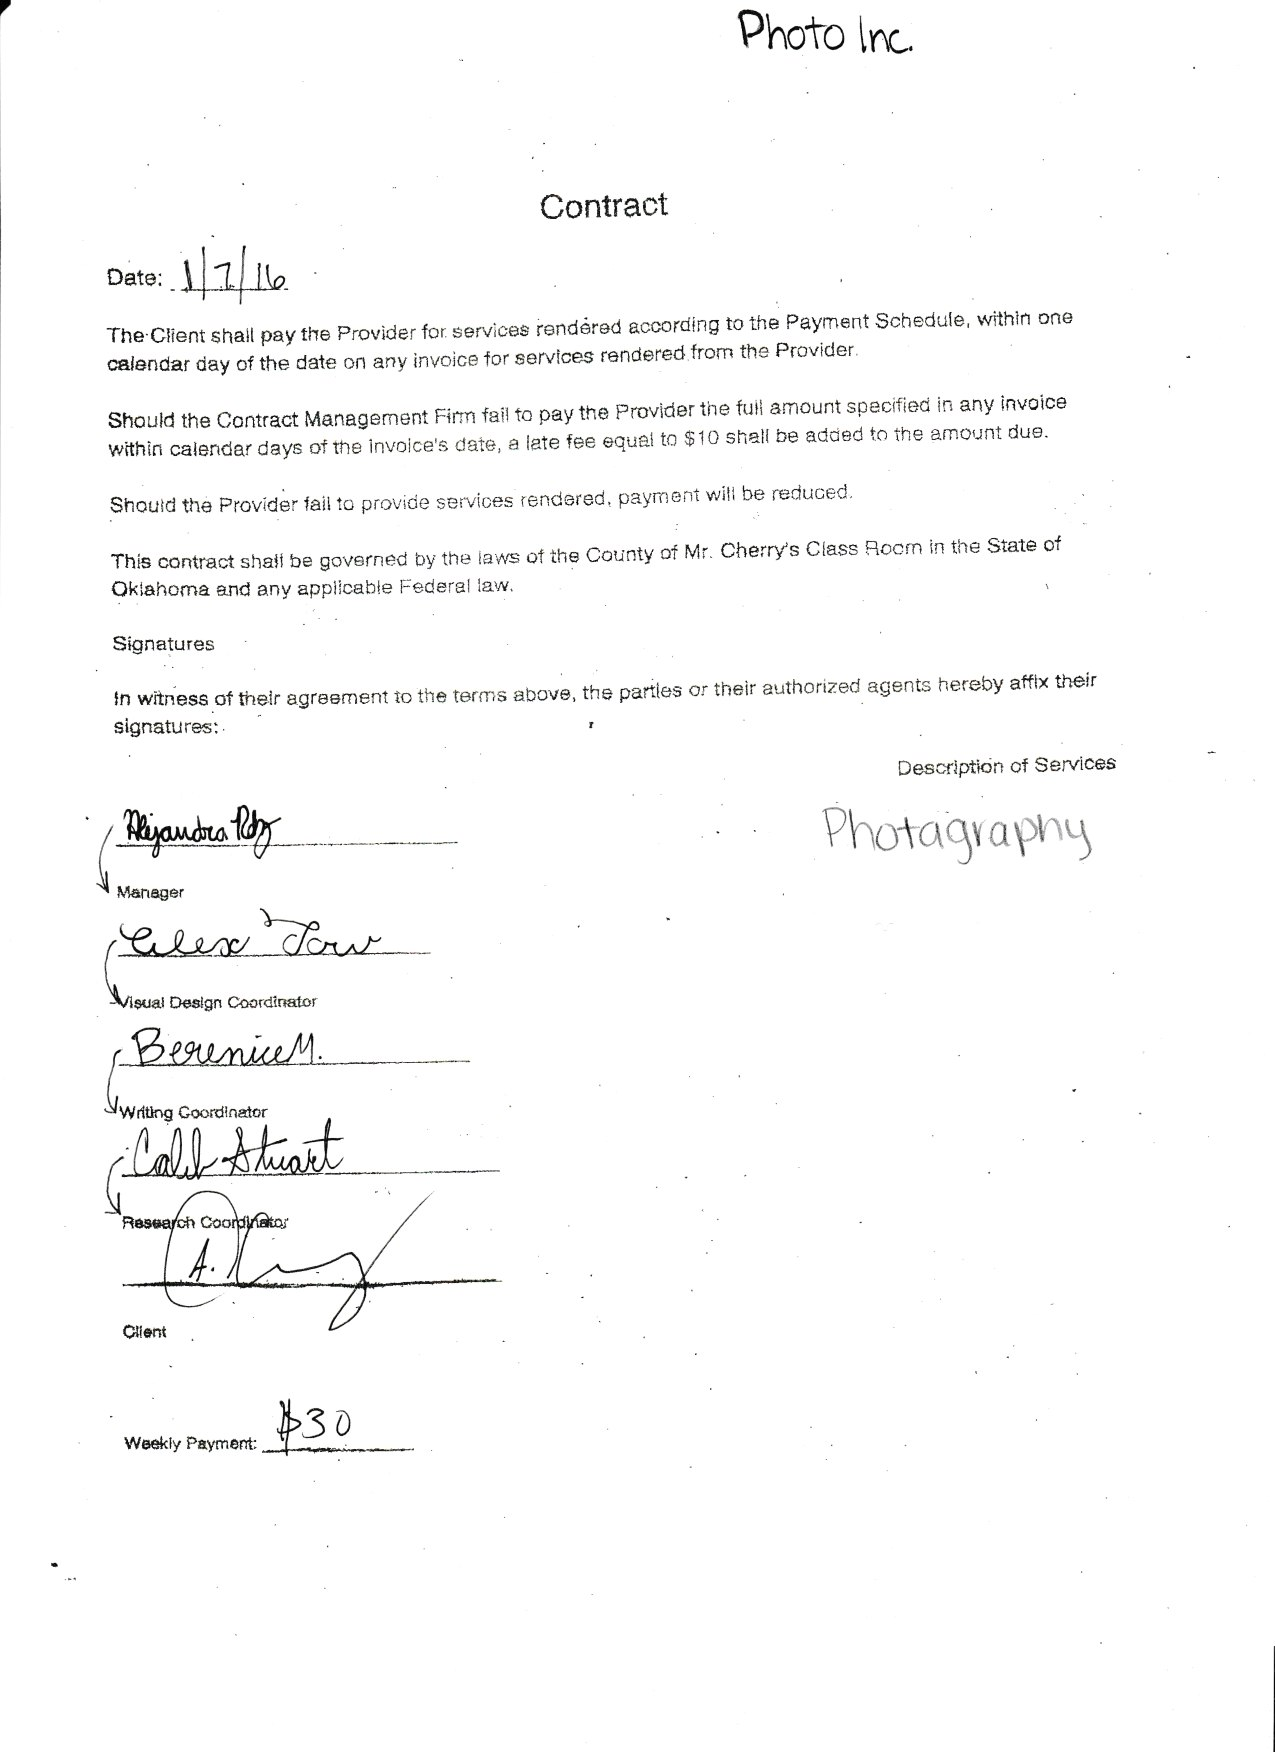 Photo Inc.
Contract
Date: 1/7/16
The Client shall pay the Provider for services rendered according to the Payment Schedule, within one
calendar day of the date on any invoice for services rendered from the Provider.
Should the Contract Management Firm fail to pay the Provider the full amount specified in any invoice
within calendar days of the invoice's date, a late fee equal to $10 shall be added to the amount due.
Should the Provider fail to provide services rendered, payment will be reduced.
This contract shall be governed by the laws of the County of Mr. Cherry's Class Room in the State of
Oklahoma and any applicable Federal law.
Signatures
In witness of their agreement to the terms above, the parties or their authorized agents hereby affix their
signatures:
Description of Services
Photagraphy
Alejandra
Manager
Alex
Visual Design Coordinator
Berenice M.
Writing Coordinator
Caleb Stuart
Research Coordinator
A.
Client
Weekly Payment: $30